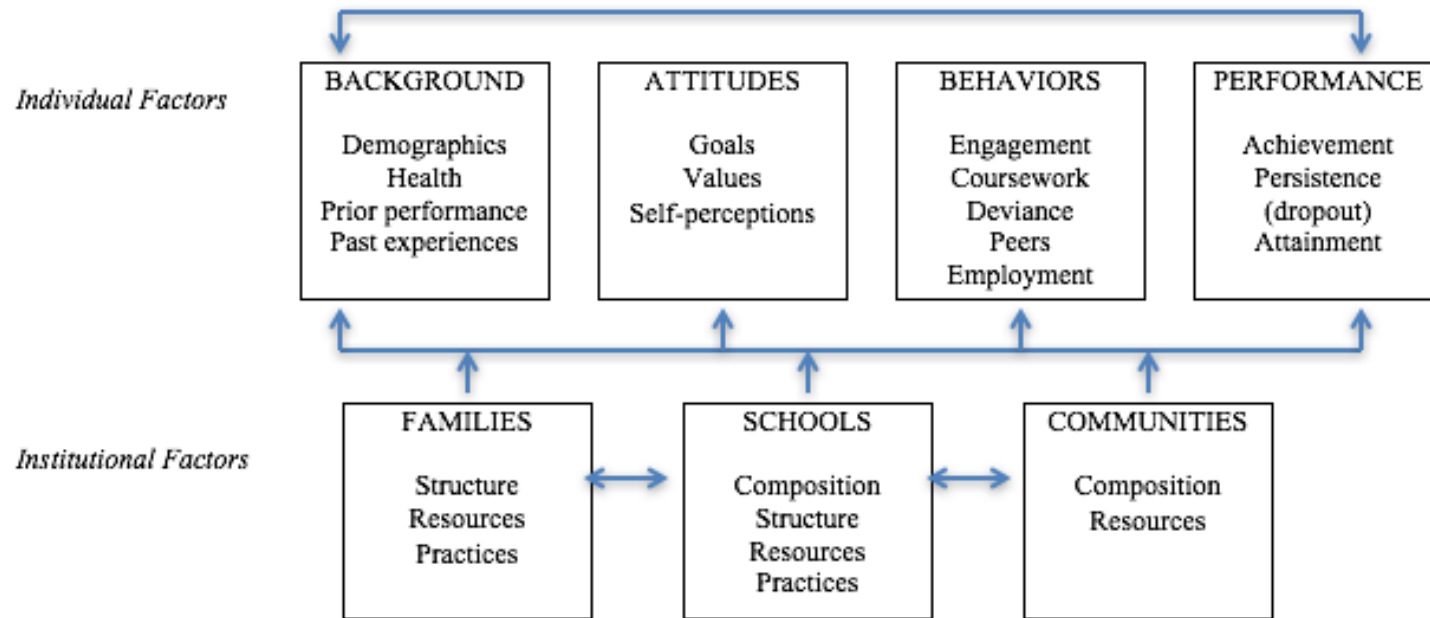 Individual Factors
BACKGROUND
Demographics
Health
Prior performance
Past experiences
ATTITUDES
Goals
Values
Self-perceptions
BEHAVIORS
Engagement
Coursework
Deviance
Peers
Employment
PERFORMANCE
Achievement
Persistence
(dropout)
Attainment
Institutional Factors
FAMILIES
Structure
Resources
Practices
SCHOOLS
Composition
Structure
Resources
Practices
COMMUNITIES
Composition
Resources